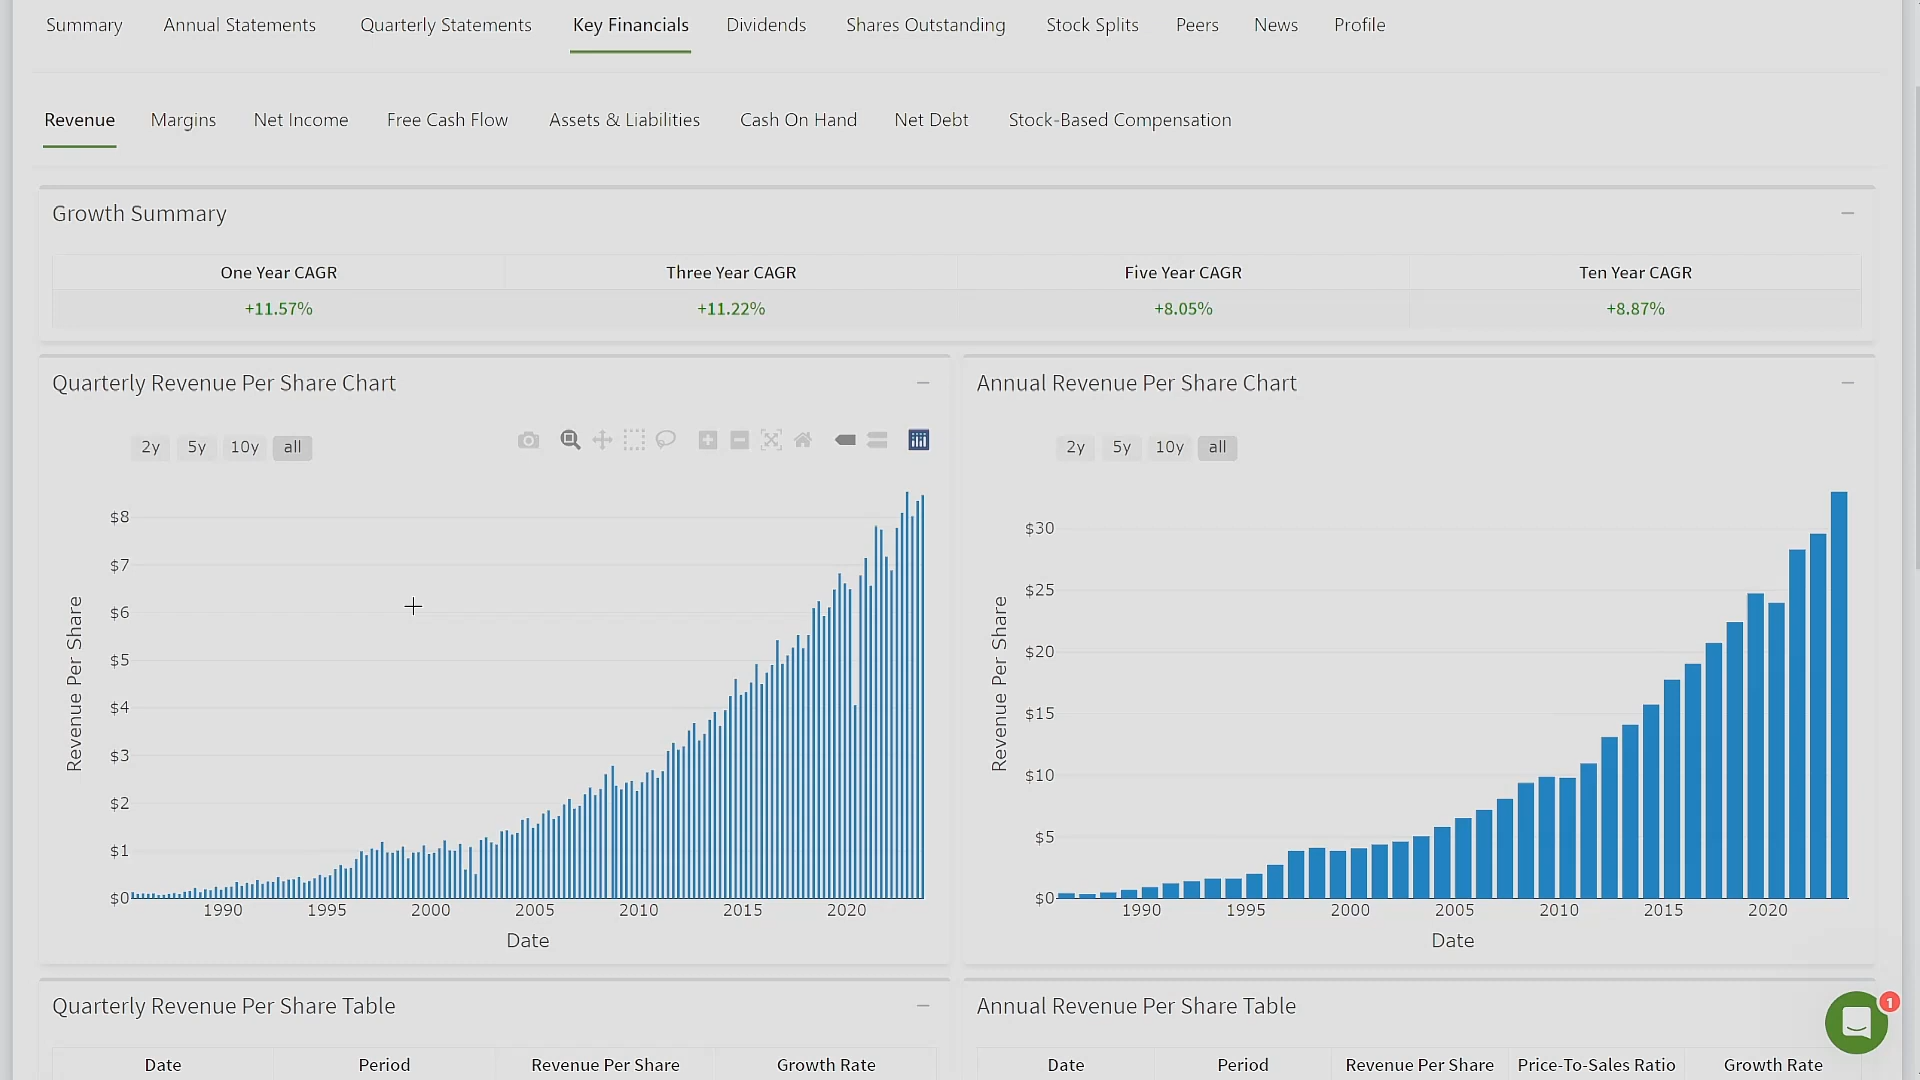 Summary Annual Statements Quarterly Statements Key Financials Dividends Shares Outstanding Stock Splits Peers News Profile
Revenue Margins Net Income Free Cash Flow Assets & Liabilities Cash On Hand Net Debt Stock-Based Compensation
Growth Summary
One Year CAGR Three Year CAGR Five Year CAGR Ten Year CAGR
+11.57% +11.22% +8.05% +8.87%
Quarterly Revenue Per Share Chart
2y 5y 10y all
$8
$7
$6
$5
$4
$3
$2
$1
$0
Revenue Per Share
1990 1995 2000 2005 2010 2015 2020
Date
Annual Revenue Per Share Chart
2y 5y 10y all
$30
$25
$20
$15
$10
$5
$0
Revenue Per Share
1990 1995 2000 2005 2010 2015 2020
Date
Quarterly Revenue Per Share Table
Date Period Revenue Per Share Growth Rate
Annual Revenue Per Share Table
Date Period Revenue Per Share Price-To-Sales Ratio Growth Rate
1